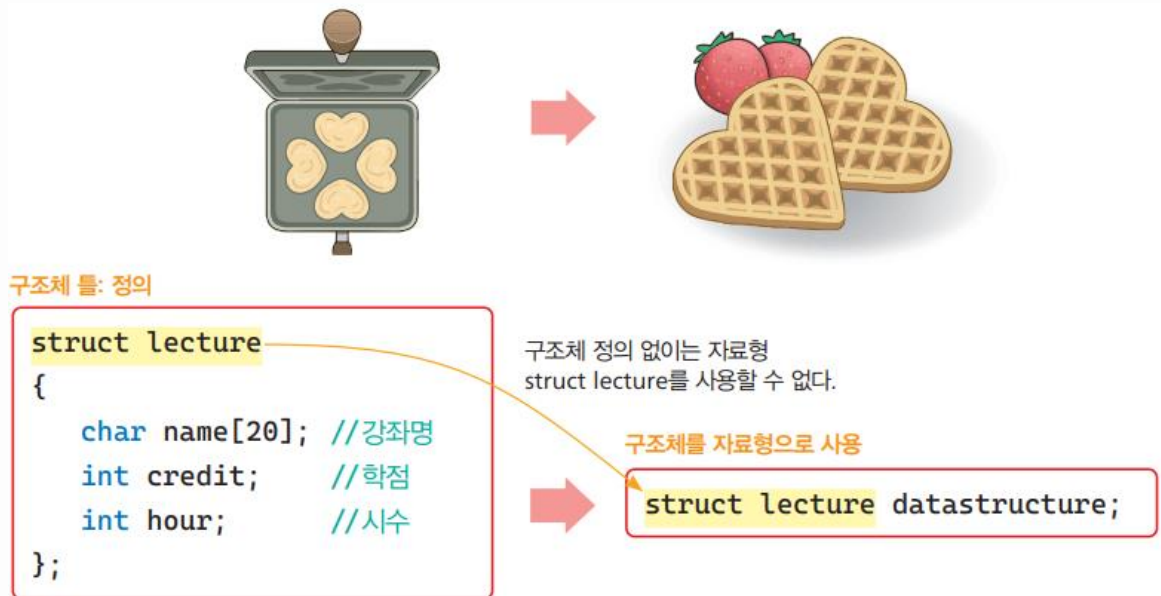 구조체 틀: 정의
struct lecture
{
char name[20]; //강좌명
int credit; //학점
int hour; //시수
};
구조체 정의 없이는 자료형
struct lecture를 사용할 수 없다.
구조체를 자료형으로 사용
struct lecture datastructure;